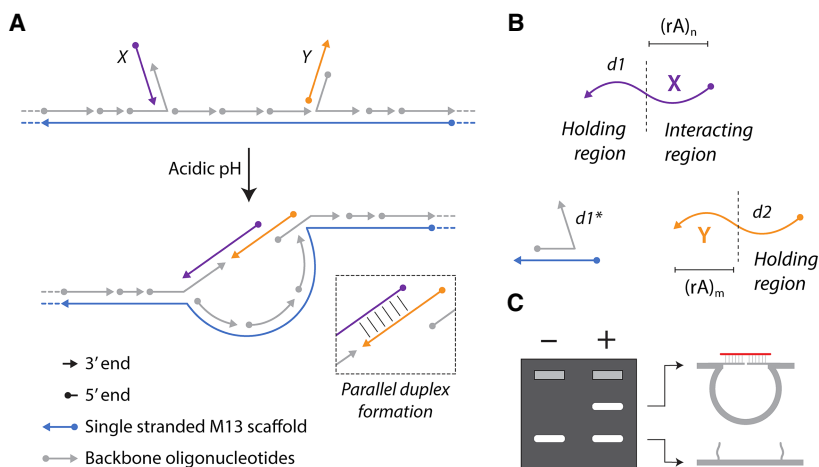 A
X
Y
Acidic pH
3′ end
5′ end
Single stranded M13 scaffold
Backbone oligonucleotides
Parallel duplex
formation
B
(rA)n
d1
X
Holding
region
Interacting
region
d1*
d2
Y
Holding
region
(rA)m
C
− +